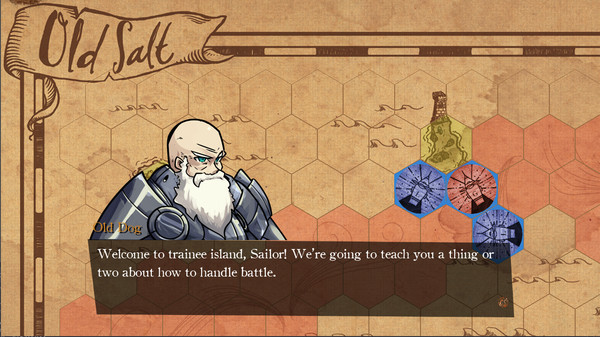 Old Salt
Old Dog
Welcome to trainee island, Sailor! We're going to teach you a thing or
two about how to handle battle.